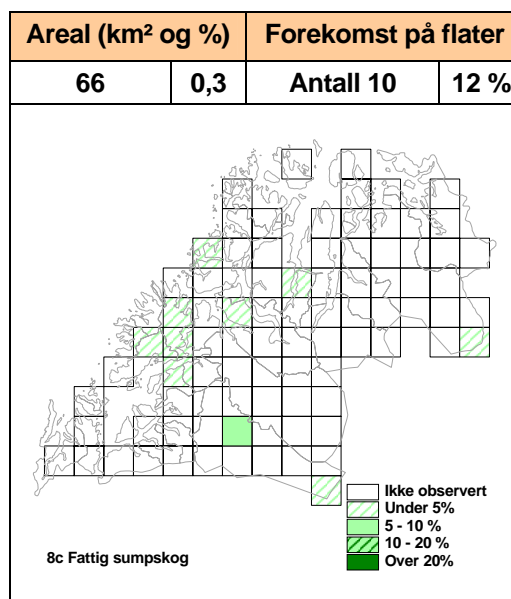 Areal (km² og %) Forekomst på flater
66 0,3 Antall 10 12 %
Ikke observert
Under 5%
5 - 10 %
10 - 20 %
Over 20%
8c Fattig sumpskog